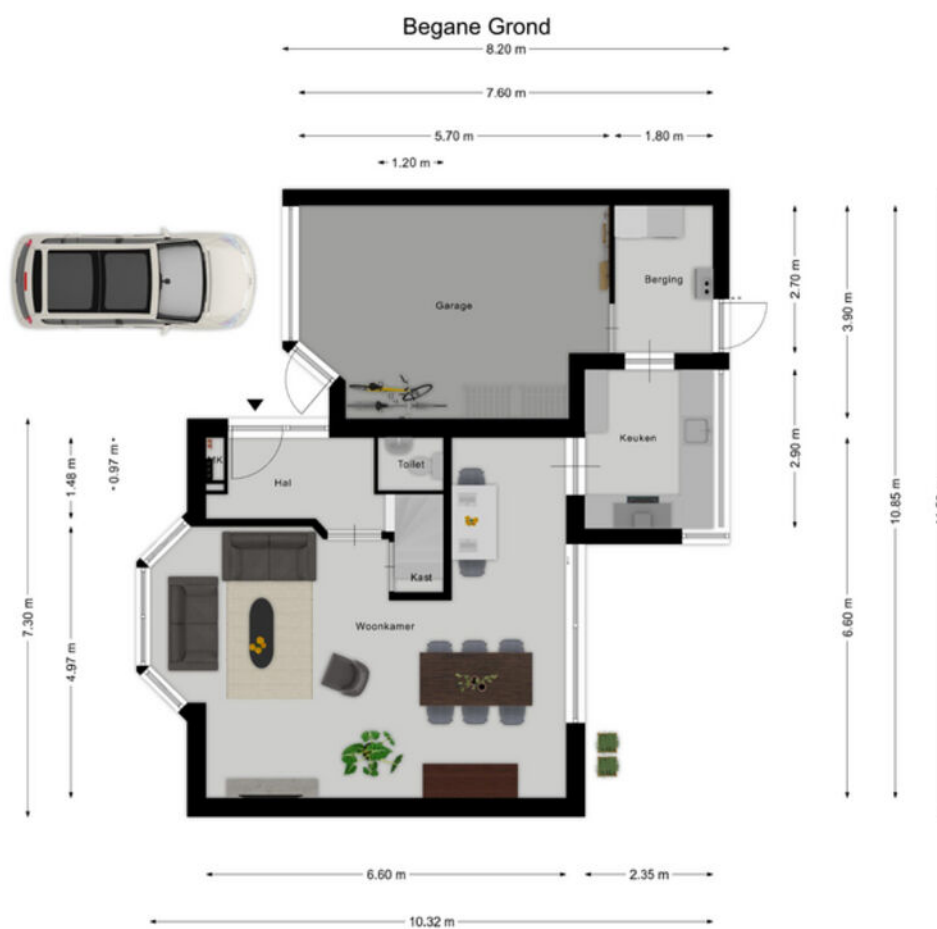 Begane Grond
8.20 m
7.60 m
5.70 m
1.80 m
1.20 m
Garage
Berging
2.70 m
3.90 m
Keuken
2.90 m
MK
Toilet
Hal
1.48 m
0.97 m
Kast
Woonkamer
7.30 m
4.97 m
6.60 m
10.85 m
6.60 m
2.35 m
10.32 m